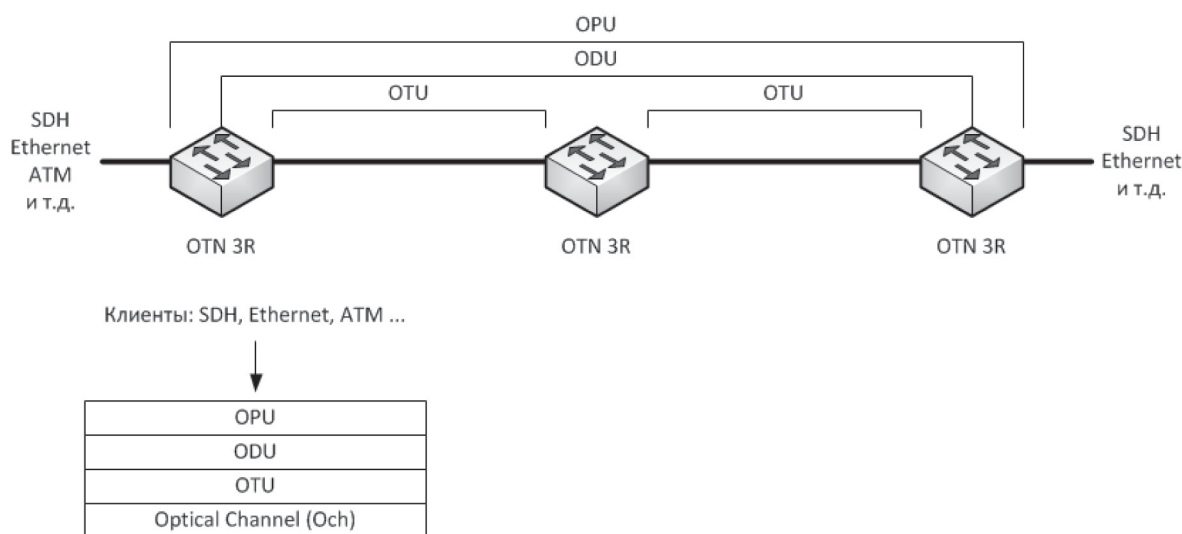 OPU
ODU
OTU
OTU
SDH
Ethernet
ATM
и т.д.
SDH
Ethernet
и т.д.
OTN 3R
OTN 3R
OTN 3R
Клиенты: SDH, Ethernet, ATM ...
OPU
ODU
OTU
Optical Channel (Och)